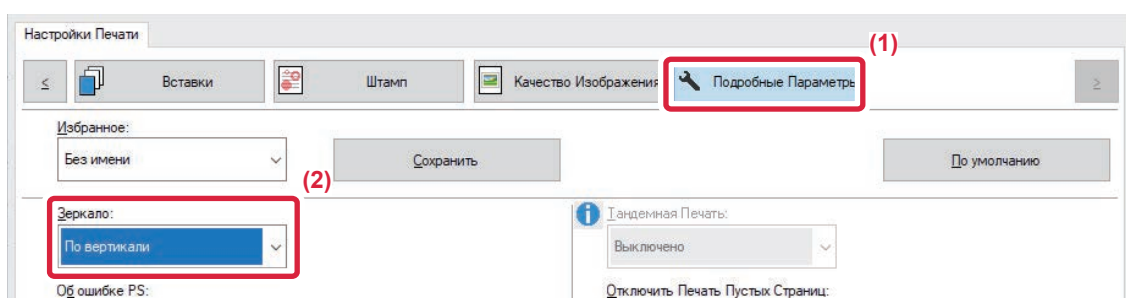 Настройки Печати
(1)
≤ Вставки Штамп Качество Изображения Подробные Параметры ≥
Избранное:
Без имени Сохранить По умолчанию
(2)
Зеркало: Тандемная Печать:
По вертикали Выключено
Об ошибке PS: Отключить Печать Пустых Страниц: